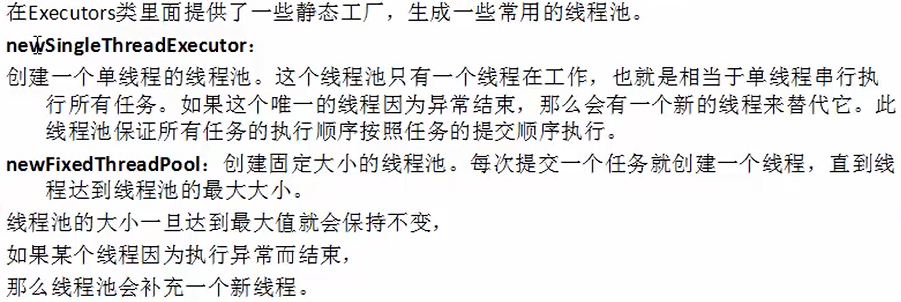 在Executors类里面提供了一些静态工厂，生成一些常用的线程池。
newSingleThreadExecutor：
创建一个单线程的线程池。这个线程池只有一个线程在工作，也就是相当于单线程串行执
行所有任务。如果这个唯一的线程因为异常结束，那么会有一个新的线程来替代它。此
线程池保证所有任务的执行顺序按照任务的提交顺序执行。
newFixedThreadPool：创建固定大小的线程池。每次提交一个任务就创建一个线程，直到线
程达到线程池的最大大小。
线程池的大小一旦达到最大值就会保持不变，
如果某个线程因为执行异常而结束，
那么线程池会补充一个新线程。